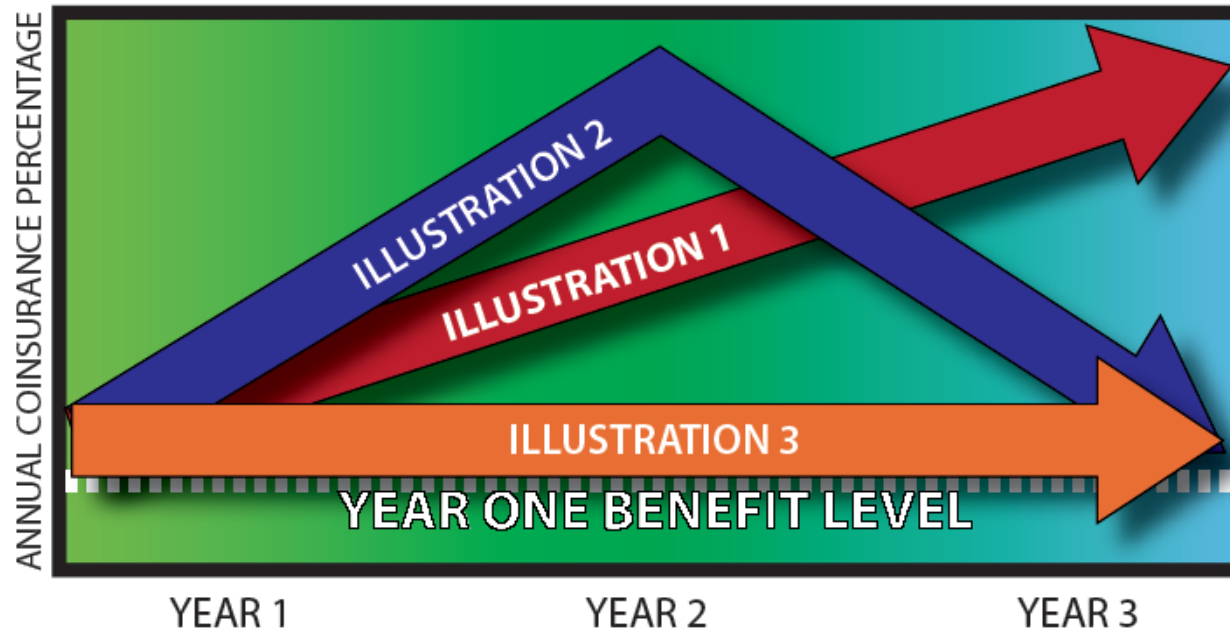 ANNUAL COINSURANCE PERCENTAGE
ILLUSTRATION 2
ILLUSTRATION 1
ILLUSTRATION 3
YEAR ONE BENEFIT LEVEL
YEAR 1
YEAR 2
YEAR 3